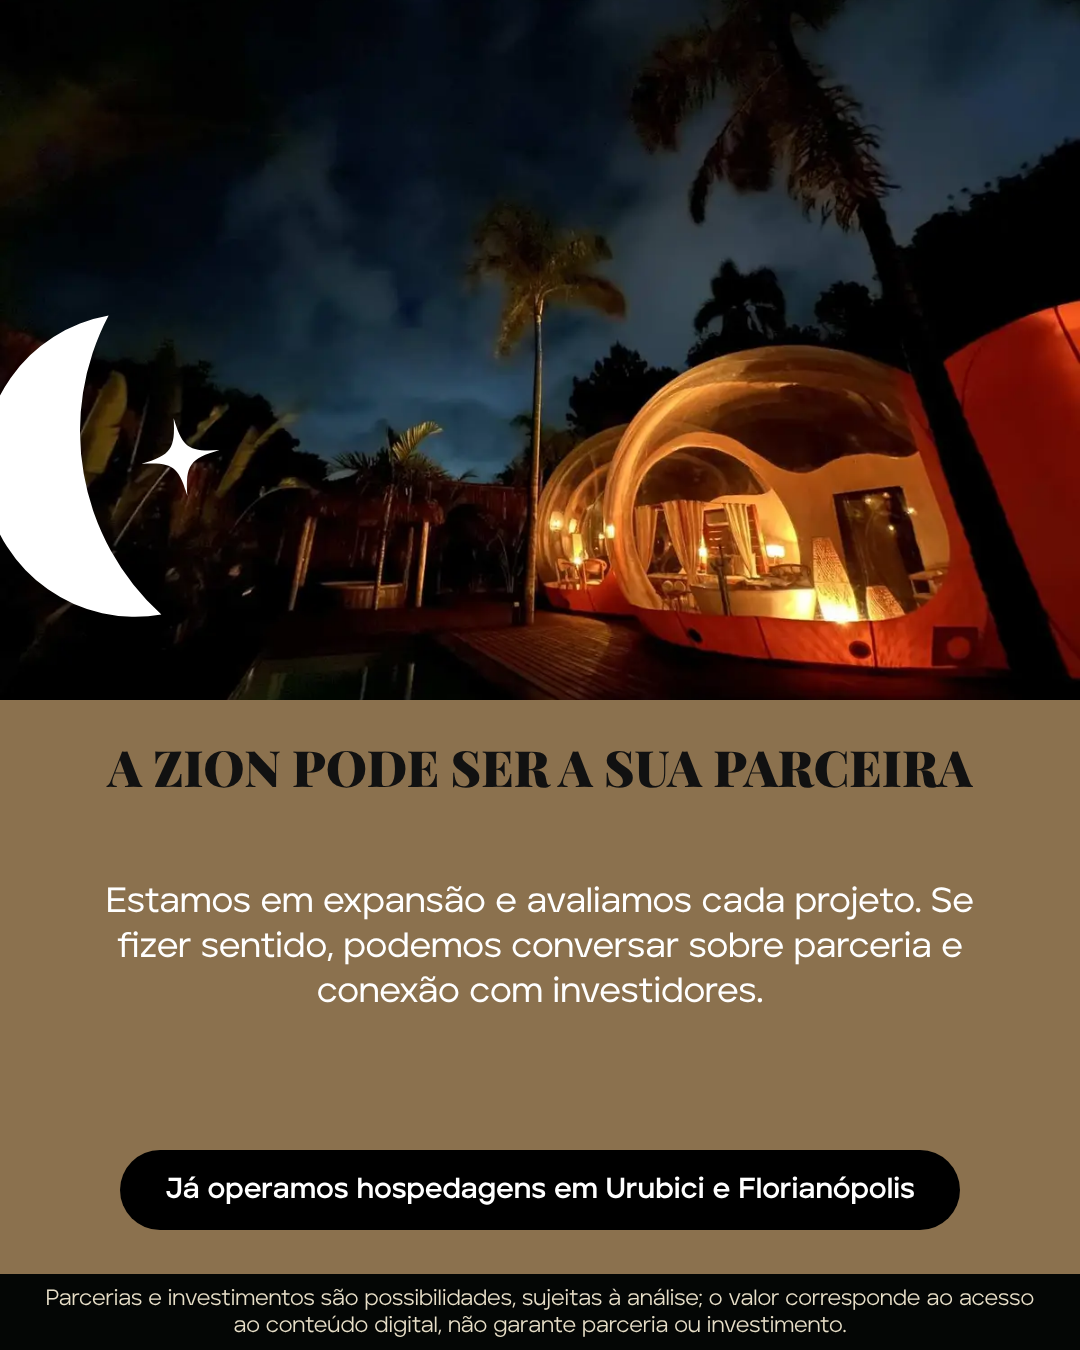 A ZION PODE SER A SUA PARCEIRA
Estamos em expansão e avaliamos cada projeto. Se
fizer sentido, podemos conversar sobre parceria e
conexão com investidores.
Já operamos hospedagens em Urubici e Florianópolis
Parcerias e investimentos são possibilidades, sujeitas à análise; o valor corresponde ao acesso
ao conteúdo digital, não garante parceria ou investimento.